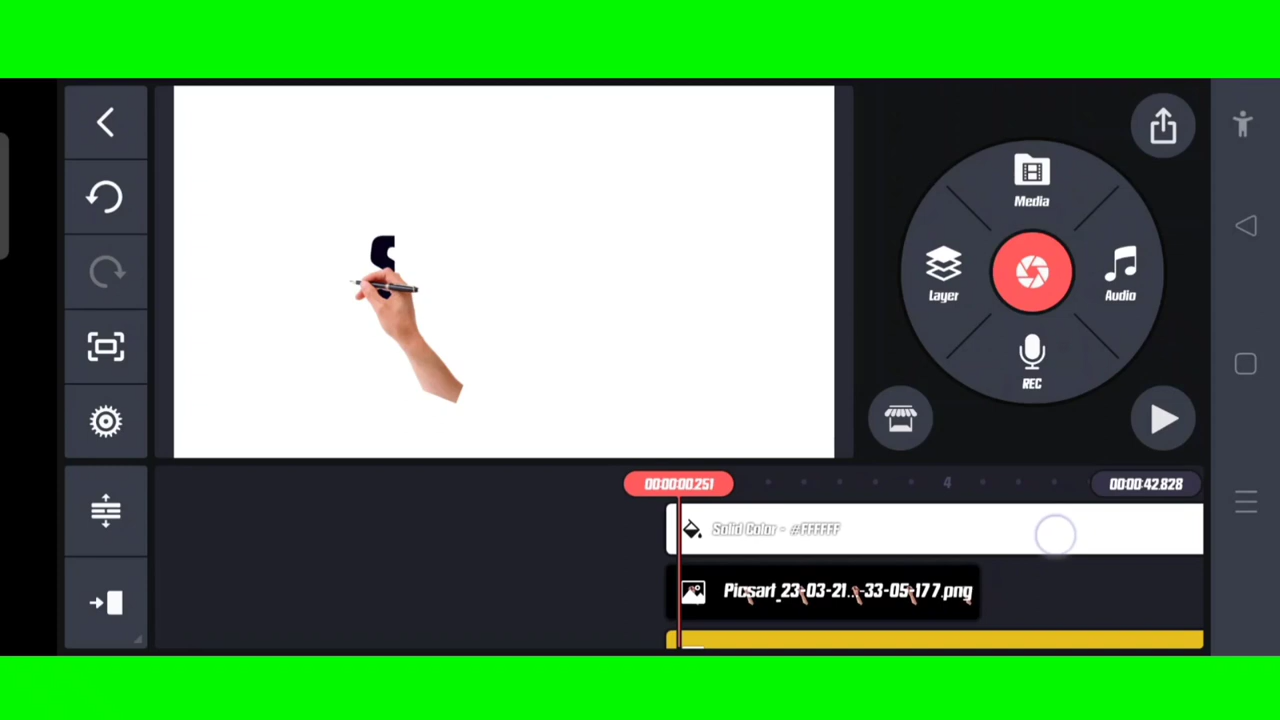 Media
Layer
Audio
REC
00:00:00.251
4
00:00:42.828
Solid Color - #FFFFFF
Picsart_23-03-21...-33-05-177.png